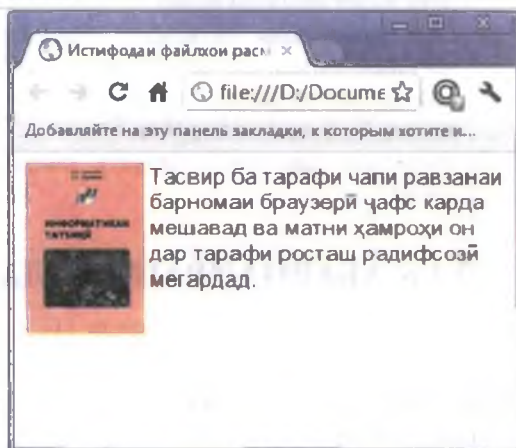 Истифодаи файлхои расм
file:///D:/Docume
Добавляйте на эту панель закладки, к которым хотите и...
ИНФОРМАТИКАИ
ТАТБИҚӢ
Тасвир ба тарафи чапи равзанаи
барномаи браузерӣ ҷафс карда
мешавад ва матни ҳамроҳи он
дар тарафи росташ радифсозӣ
мегардад.